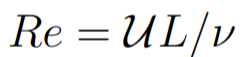 Re = 𝒰L/ν